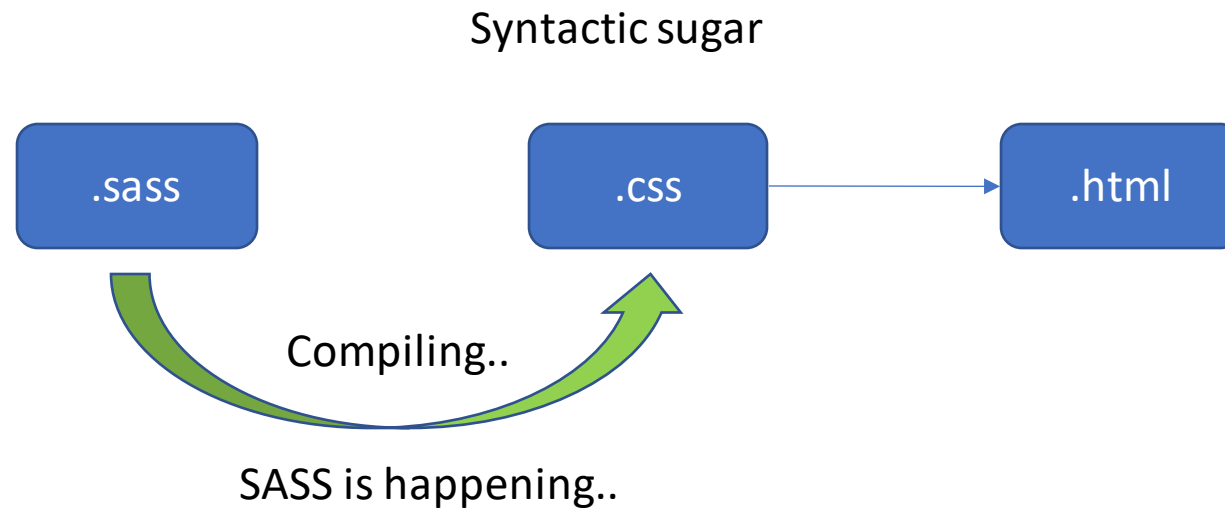 Syntactic sugar
.sass
.css
.html
Compiling..
SASS is happening..